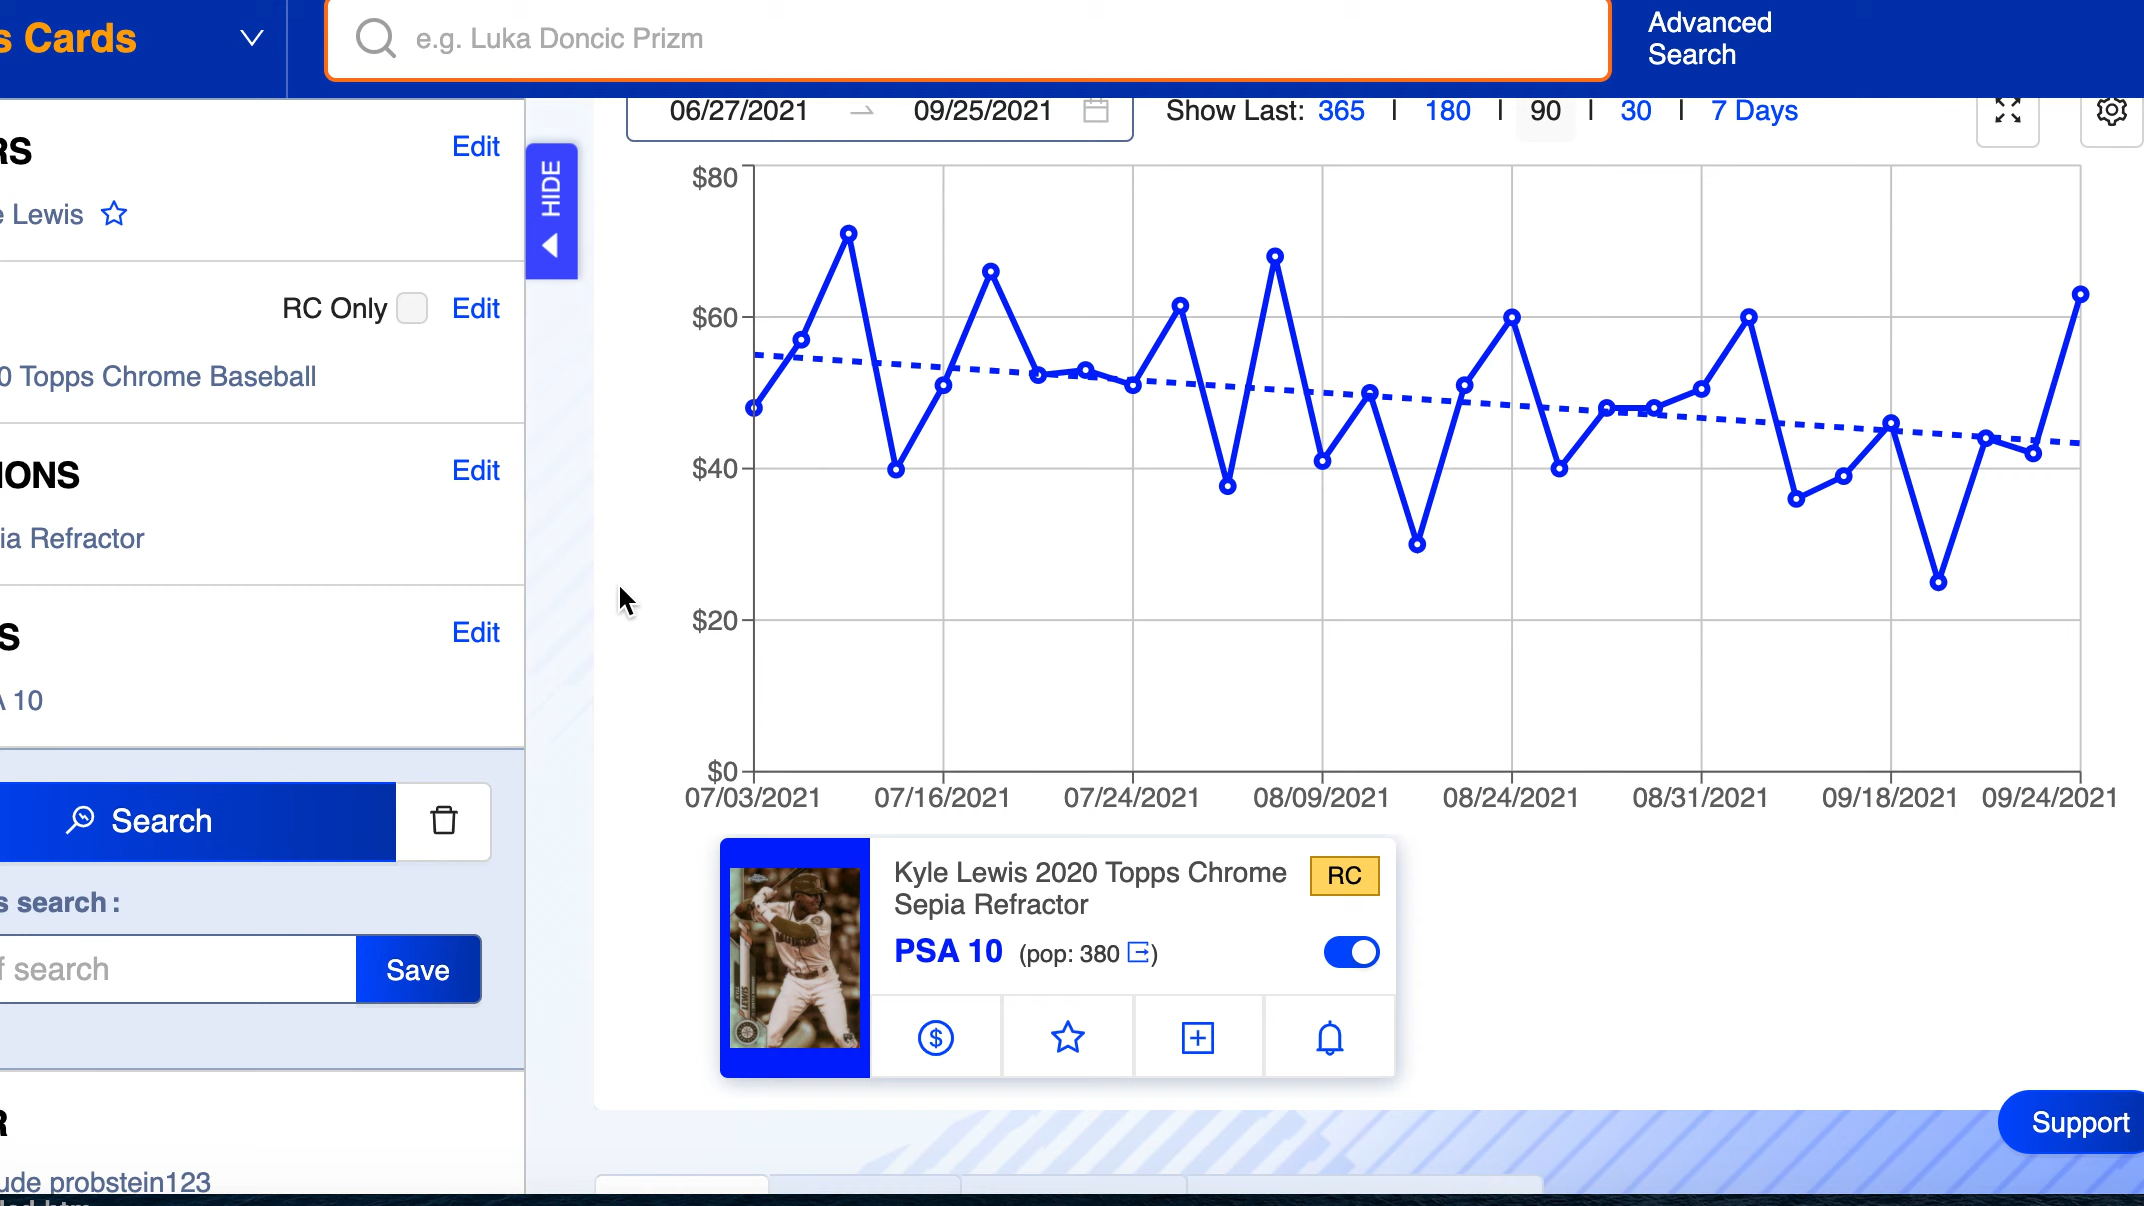 s Cards
e.g. Luka Doncic Prizm
Advanced
Search
RS
Edit
e Lewis
RC Only
Edit
0 Topps Chrome Baseball
IONS
Edit
ia Refractor
S
Edit
A 10
Search
s search:
f search
Save
R
ude probstein123
HIDE
06/27/2021
09/25/2021
Show Last: 365 | 180 | 90 | 30 | 7 Days
$80
$60
$40
$20
$0
07/03/2021 07/16/2021 07/24/2021 08/09/2021 08/24/2021 08/31/2021 09/18/2021 09/24/2021
Kyle Lewis 2020 Topps Chrome
Sepia Refractor
RC
PSA 10 (pop: 380)
Support